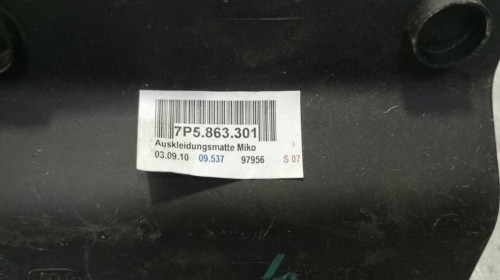 7P5.863.301
Auskleidungsmatte Miko
03.09.10 09.537 97956 S 07